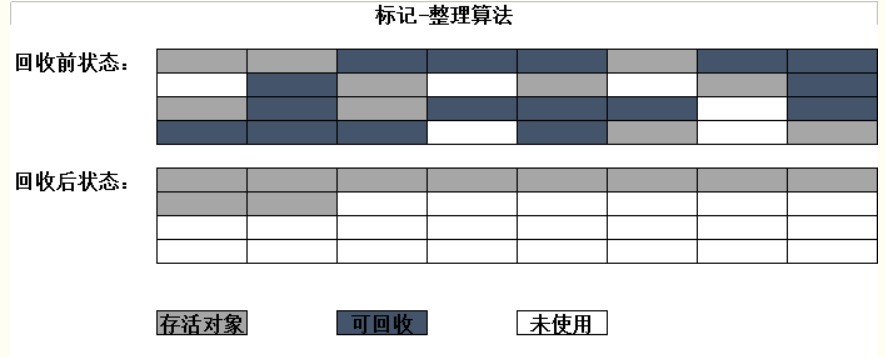 标记-整理算法
回收前状态：
回收后状态：
存活对象 可回收 未使用